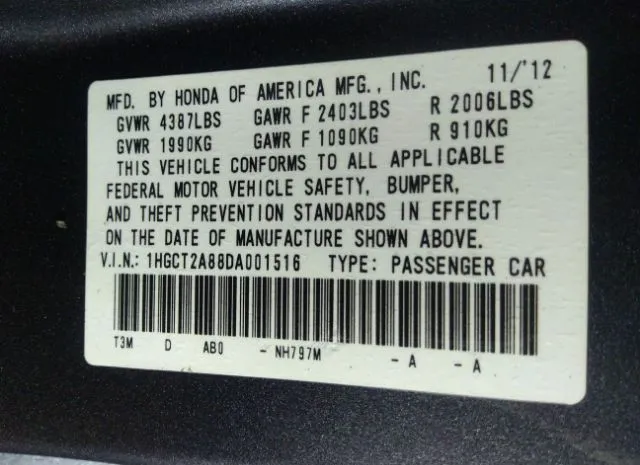 MFD. BY HONDA OF AMERICA MFG., INC. 11/'12
GVWR 4387LBS GAWR F 2403LBS R 2006LBS
GVWR 1990KG GAWR F 1090KG R 910KG
THIS VEHICLE CONFORMS TO ALL APPLICABLE
FEDERAL MOTOR VEHICLE SAFETY, BUMPER,
AND THEFT PREVENTION STANDARDS IN EFFECT
ON THE DATE OF MANUFACTURE SHOWN ABOVE.
V.I.N.: 1HGCT2A88DA001516 TYPE: PASSENGER CAR
T3M D AB0 - NH797M - A - A